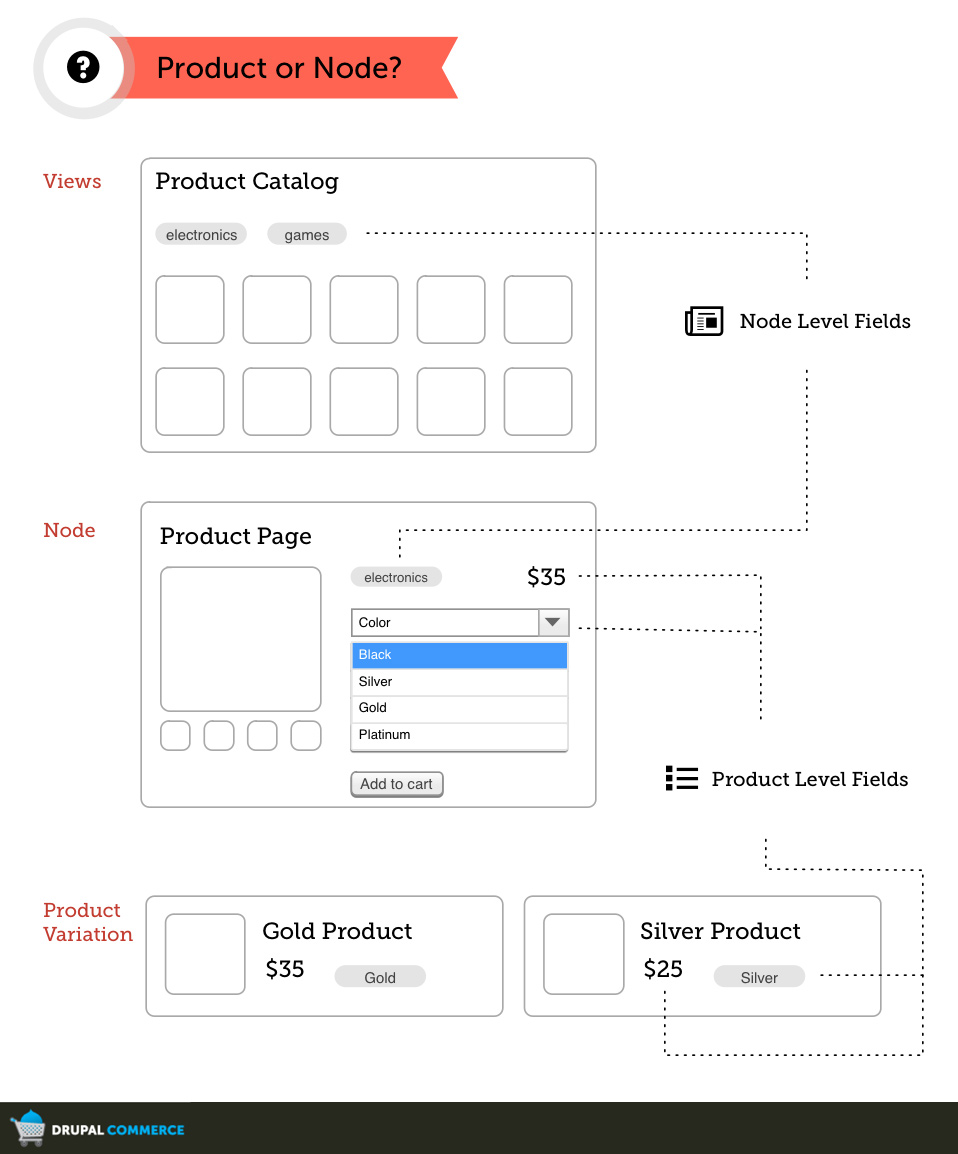 Product or Node?
Views
Product Catalog
electronics games
Node Level Fields
Node
Product Page
electronics $35
Color
Black
Silver
Gold
Platinum
Add to cart
Product Level Fields
Product
Variation
Gold Product
$35 Gold
Silver Product
$25 Silver
DRUPAL COMMERCE